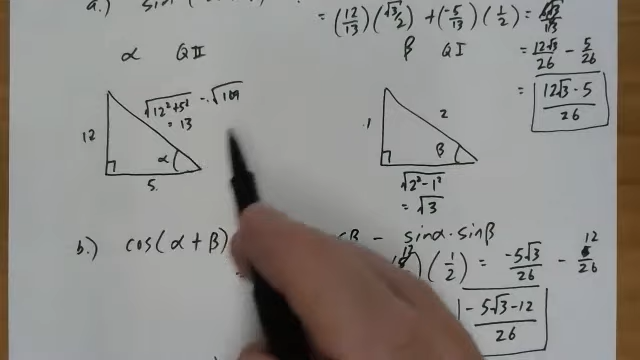 a.) sin(
= (12/13)(√3/2) + (-5/13)(1/2) =
α QII
β QI
= 12√3/26 - 5/26
= 12√3 - 5/26
12
√12²+5²
= 13
α
5.
1
2
β
√2²-1²
= √3
b.) cos(α+β)
- sinα·sinβ
(1/2) = -5√3/26 - 12/26
-5√3-12/26